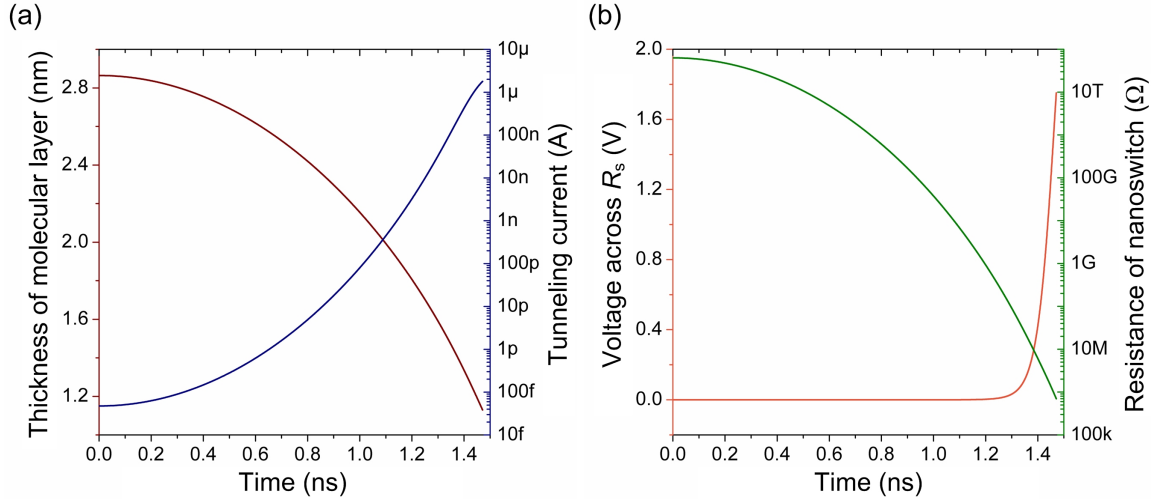 (a)
Thickness of molecular layer (nm)
2.8
2.4
2.0
1.6
1.2
10μ
1μ
100n
10n
1n
100p
10p
1p
100f
10f
Tunneling current (A)
0.0 0.2 0.4 0.6 0.8 1.0 1.2 1.4
Time (ns)
(b)
Voltage across Rs (V)
2.0
1.6
1.2
0.8
0.4
0.0
10T
100G
1G
10M
100k
Resistance of nanoswitch (Ω)
0.0 0.2 0.4 0.6 0.8 1.0 1.2 1.4
Time (ns)